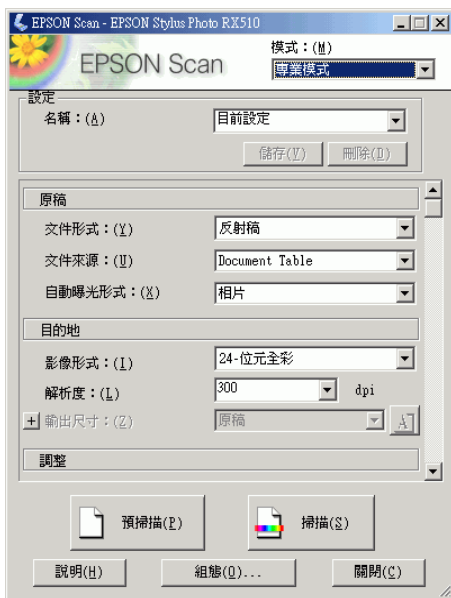 EPSON Scan - EPSON Stylus Photo RX510
EPSON Scan
模式：(M)
專業模式
設定
名稱：(A) 目前設定
儲存(V) 刪除(D)
原稿
文件形式：(Y) 反射稿
文件來源：(U) Document Table
自動曝光形式：(X) 相片
目的地
影像形式：(I) 24-位元全彩
解析度：(L) 300 dpi
輸出尺寸：(Z) 原稿
調整
預掃描(P) 掃描(S)
說明(H) 組態(O)... 關閉(C)